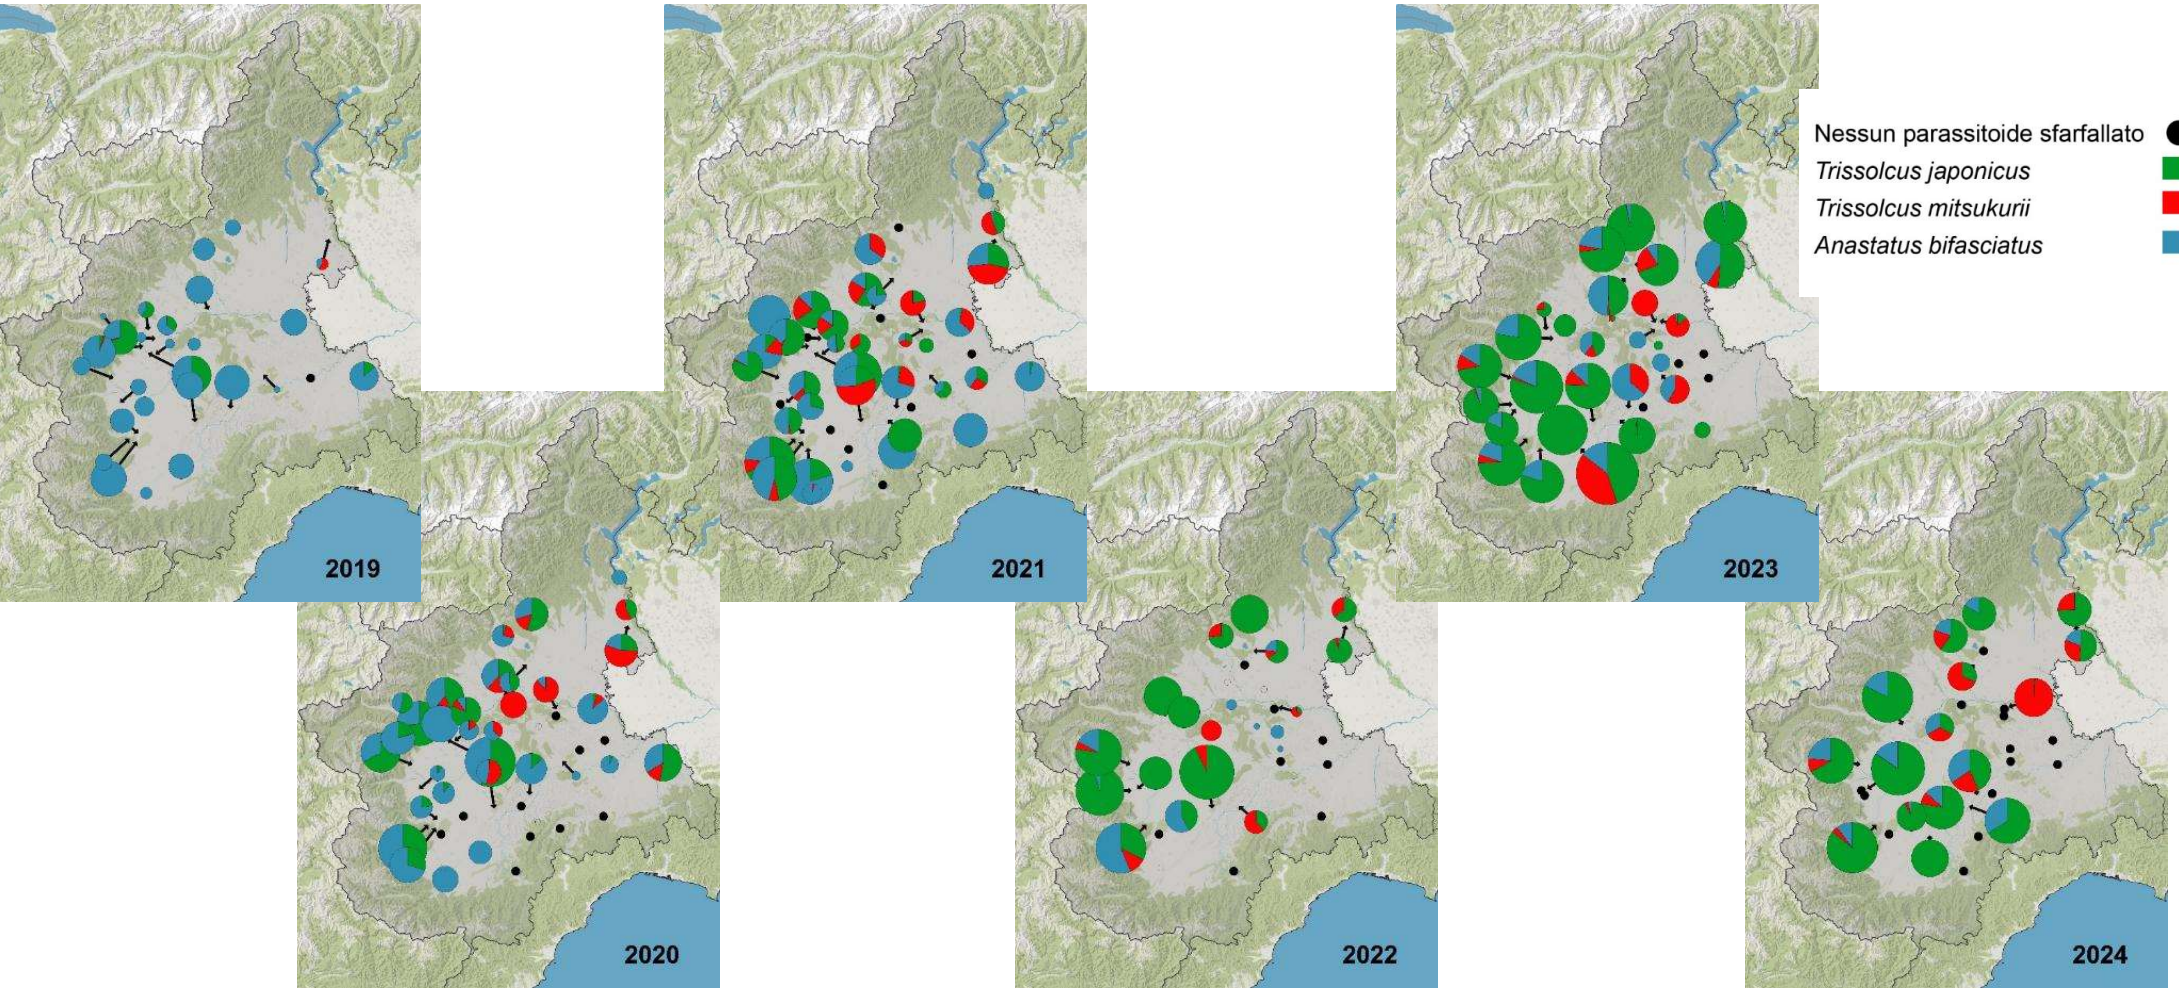 Nessun parassitoide sfarfallato
Trissolcus japonicus
Trissolcus mitsukurii
Anastatus bifasciatus
2019
2021
2023
2020
2022
2024